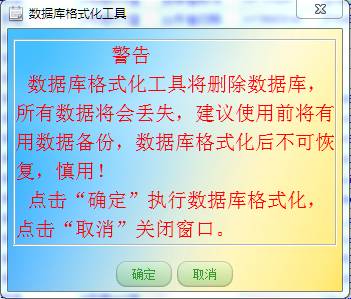 数据库格式化工具
警告
数据库格式化工具将删除数据库，
所有数据将会丢失，建议使用前将有
用数据备份，数据库格式化后不可恢
复，慎用！
点击“确定”执行数据库格式化，
点击“取消”关闭窗口。
确定 取消